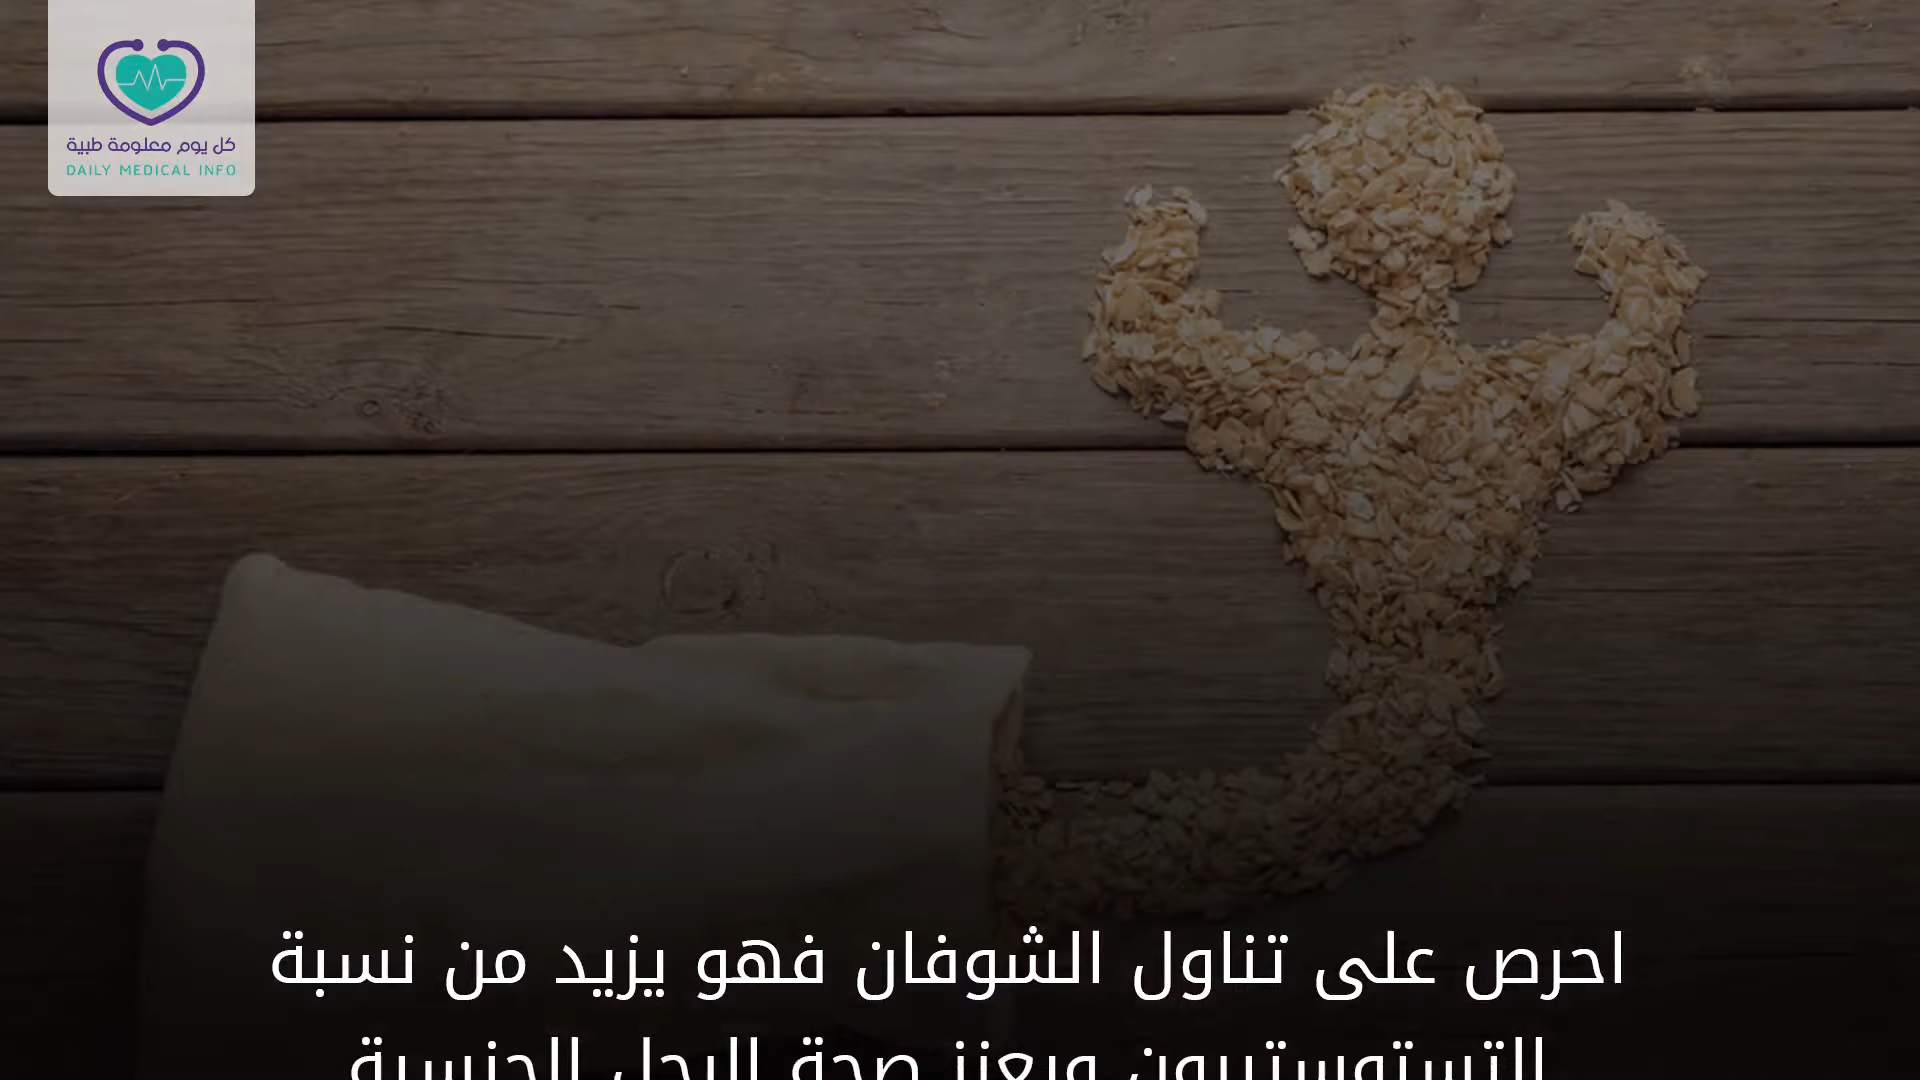 كل يوم معلومة طبية
DAILY MEDICAL INFO
احرص على تناول الشوفان فهو يزيد من نسبة
التستوستيرون ويعزز صحة الرجل الجنسية